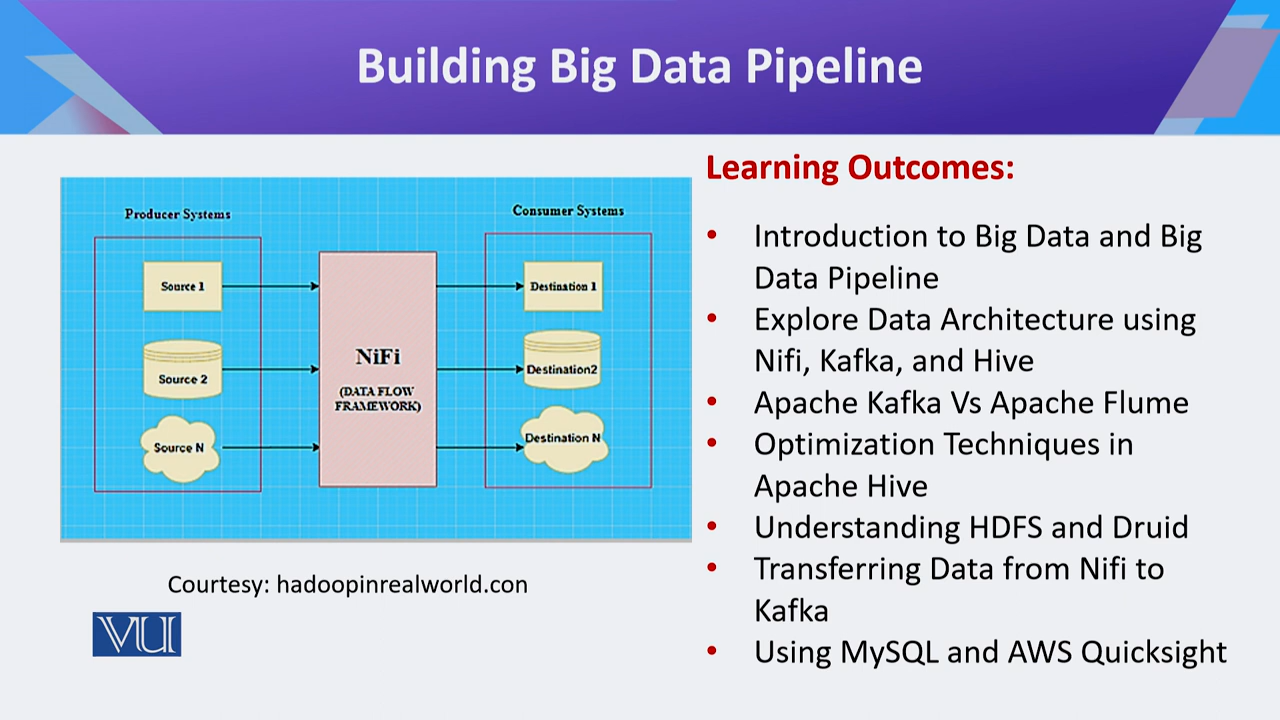 Building Big Data Pipeline
Producer Systems
Consumer Systems
Source 1
Source 2
Source N
NiFi
(DATA FLOW
FRAMEWORK)
Destination 1
Destination2
Destination N
Courtesy: hadoopinrealworld.con
VU
Learning Outcomes:
• Introduction to Big Data and Big
Data Pipeline
• Explore Data Architecture using
Nifi, Kafka, and Hive
• Apache Kafka Vs Apache Flume
• Optimization Techniques in
Apache Hive
• Understanding HDFS and Druid
• Transferring Data from Nifi to
Kafka
• Using MySQL and AWS Quicksight